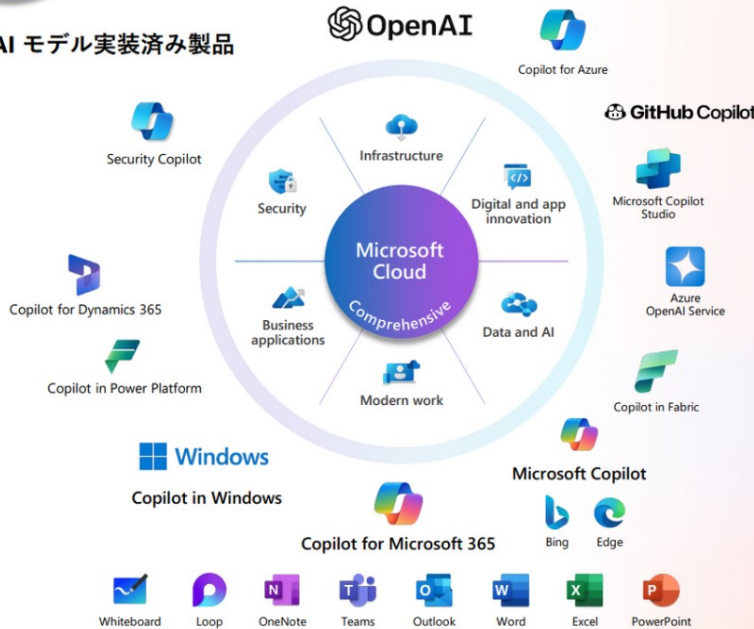 AI モデル実装済み製品
OpenAI
Copilot for Azure
GitHub Copilot
Security Copilot
Infrastructure
Security
Digital and app
innovation
Microsoft Copilot
Studio
Microsoft
Cloud
Comprehensive
Copilot for Dynamics 365
Business
applications
Data and AI
Azure
OpenAI Service
Copilot in Power Platform
Modern work
Copilot in Fabric
Windows
Copilot in Windows
Microsoft Copilot
Bing
Edge
Copilot for Microsoft 365
N
T
O
W
X
P
Whiteboard
Loop
OneNote
Teams
Outlook
Word
Excel
PowerPoint